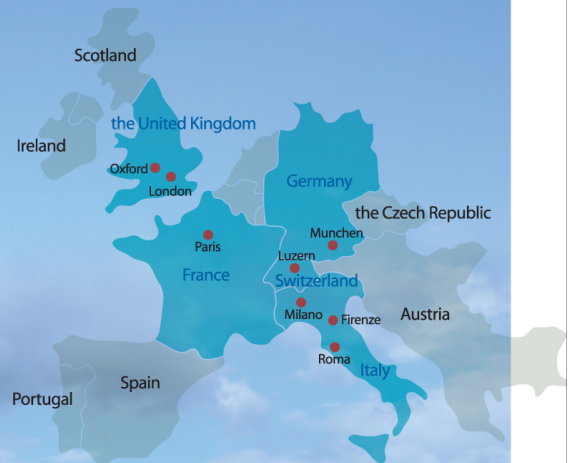 Scotland
the United Kingdom
Ireland
Oxford
London
Germany
the Czech Republic
Munchen
Paris
Luzern
France
Switzerland
Milano
Firenze
Austria
Roma
Italy
Spain
Portugal